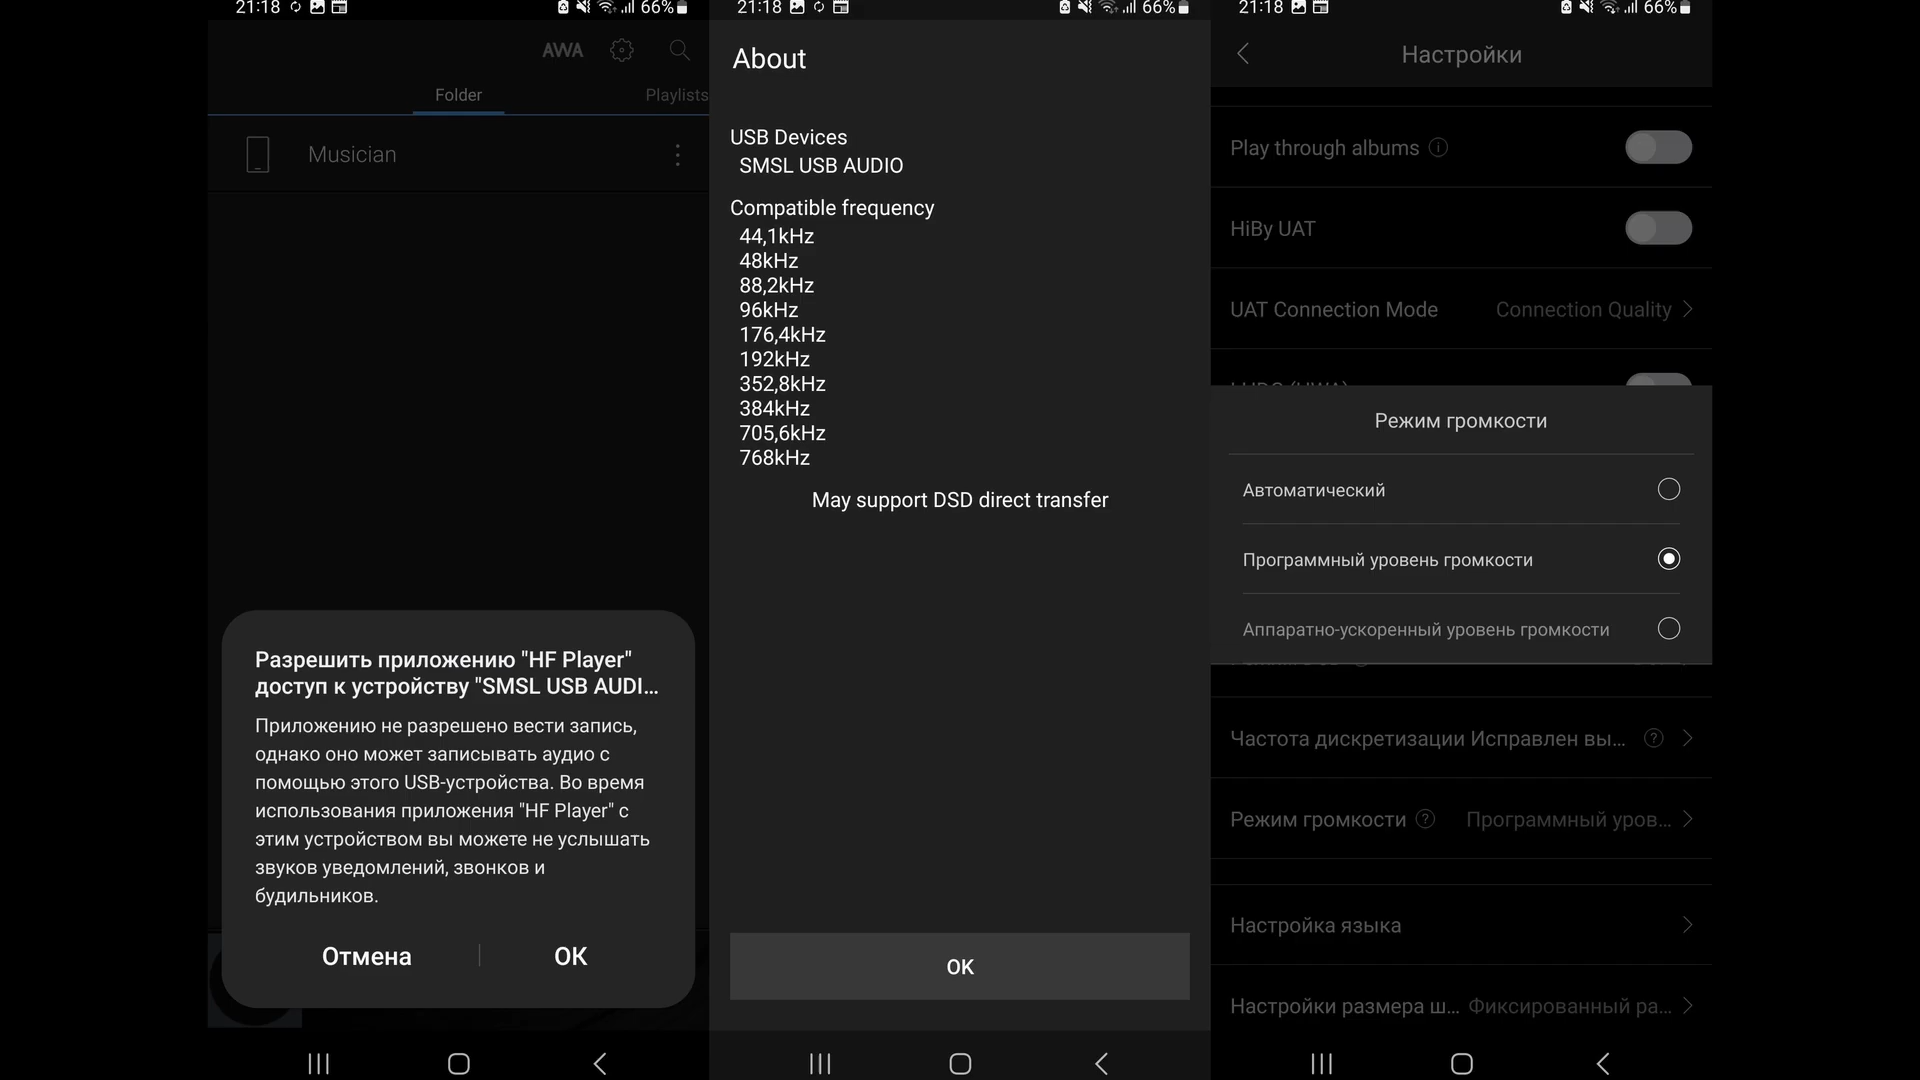 21:18
66%
AWA
Folder
Playlists
Musician
Разрешить приложению "HF Player"
доступ к устройству "SMSL USB AUDI...
Приложению не разрешено вести запись,
однако оно может записывать аудио с
помощью этого USB-устройства. Во время
использования приложения "HF Player" с
этим устройством вы можете не услышать
звуков уведомлений, звонков и
будильников.
Отмена
ОК
21:18
66%
About
USB Devices
SMSL USB AUDIO
Compatible frequency
44,1kHz
48kHz
88,2kHz
96kHz
176,4kHz
192kHz
352,8kHz
384kHz
705,6kHz
768kHz
May support DSD direct transfer
OK
21:18
66%
Настройки
Play through albums
HiBy UAT
UAT Connection Mode
Connection Quality
Режим громкости
Автоматический
Программный уровень громкости
Аппаратно-ускоренный уровень громкости
Частота дискретизации Исправлен вы...
Режим громкости
Программный уров...
Настройка языка
Настройки размера ш...
Фиксированный ра...